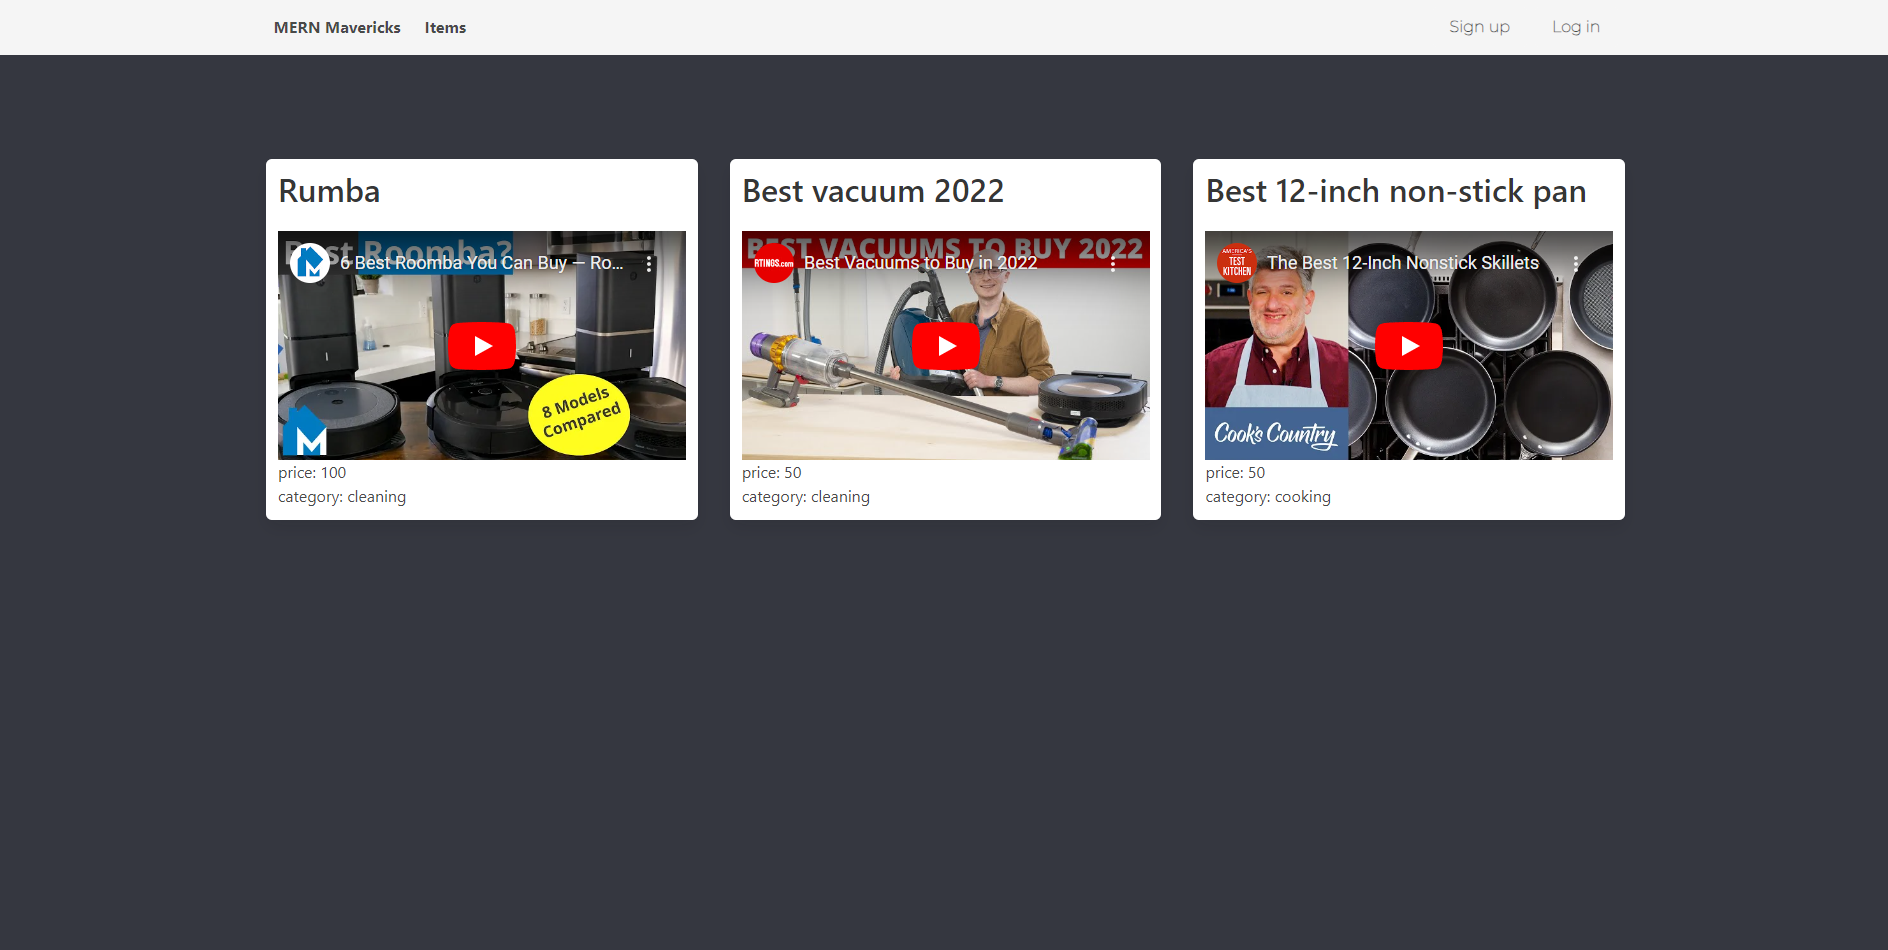 MERN Mavericks Items Sign up Log in
Rumba
Best Roomba?
6 Best Roomba You Can Buy — Ro...
8 Models
Compared
M
price: 100
category: cleaning
Best vacuum 2022
BEST VACUUMS TO BUY 2022
RTINGS.com
Best Vacuums to Buy in 2022
price: 50
category: cleaning
Best 12-inch non-stick pan
AMERICA'S
TEST
KITCHEN
The Best 12-Inch Nonstick Skillets
Cook's Country
price: 50
category: cooking